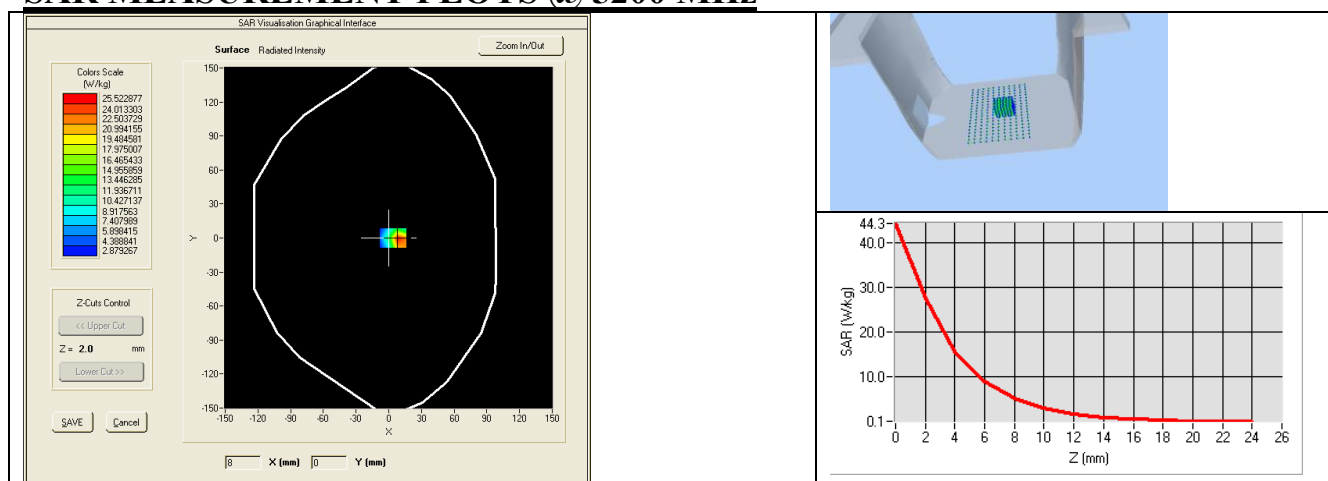 SAR MEASUREMENT PLOTS @ 5200 MHz
SAR Visualisation Graphical Interface
Surface Radiated Intensity
Zoom In/Out
Colors Scale
(W/kg)
25.522877
24.013303
22.503729
20.994155
19.484581
17.975007
16.465433
14.955859
13.446285
11.936711
10.427137
8.917563
7.407989
5.898415
4.388841
2.879267
Z-Cuts Control
<< Upper Cut
Z = 2.0 mm
Lower Cut >>
SAVE Cancel
150
120
90
60
30
0
-30
-60
-90
-120
-150
Y
-150 -120 -90 -60 -30 0 30 60 90 120 150
X
8 X (mm) 0 Y (mm)
44.3
40.0
30.0
20.0
10.0
0.1
SAR (W/kg)
0 2 4 6 8 10 12 14 16 18 20 22 24 26
Z (mm)